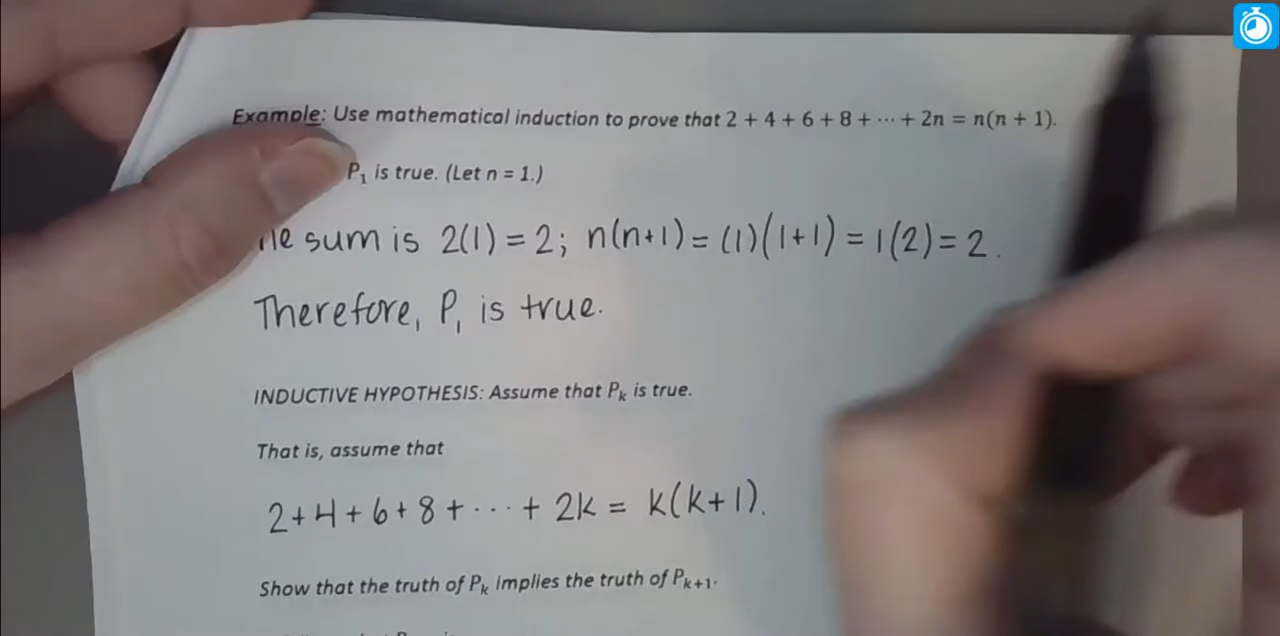 Example: Use mathematical induction to prove that 2 + 4 + 6 + 8 + ⋯ + 2n = n(n + 1).
P₁ is true. (Let n = 1.)
sum is 2(1) = 2; n(n+1) = (1)(1+1) = 1(2) = 2.
Therefore, P₁ is true.
INDUCTIVE HYPOTHESIS: Assume that Pₖ is true.
That is, assume that
2+4+6+8+⋯+ 2k = k(k+1).
Show that the truth of Pₖ implies the truth of Pₖ₊₁.